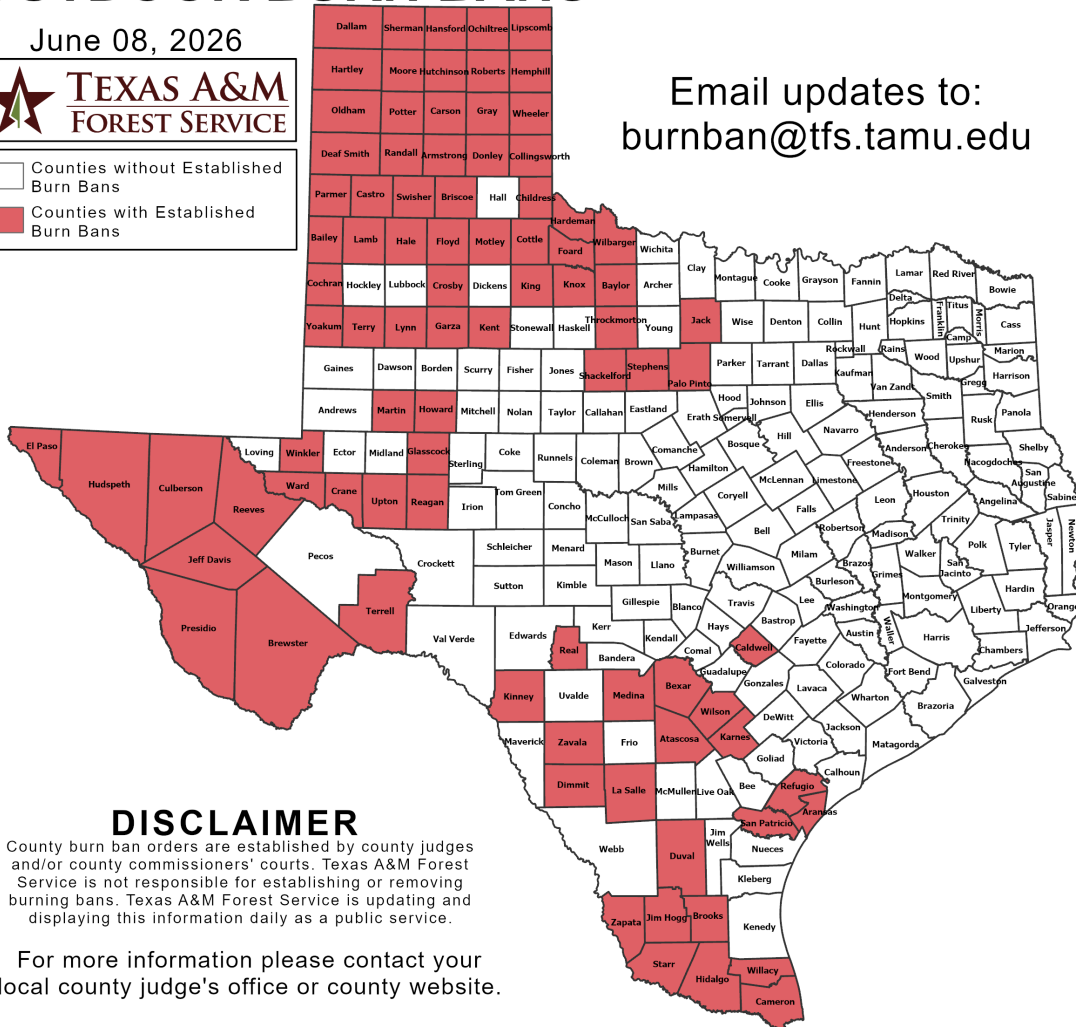 June 08, 2026
TEXAS A&M
FOREST SERVICE
Counties without Established
Burn Bans
Counties with Established
Burn Bans
Email updates to:
burnban@tfs.tamu.edu
Dallam Sherman Hansford Ochiltree Lipscomb
Hartley Moore Hutchinson Roberts Hemphill
Oldham Potter Carson Gray Wheeler
Deaf Smith Randall Armstrong Donley Collingsworth
Parmer Castro Swisher Briscoe Hall Childress
Hardeman
Bailey Lamb Hale Floyd Motley Cottle Foard Wilbarger Wichita
Clay Montague Cooke Grayson Fannin Lamar Red River Bowie
Cochran Hockley Lubbock Crosby Dickens King Knox Baylor Archer
Delta Franklin Titus Morris Cass
Yoakum Terry Lynn Garza Kent Stonewall Haskell Throckmorton Young Jack Wise Denton Collin Hunt Hopkins
Camp
Rockwall Rains Wood Upshur Marion
Gaines Dawson Borden Scurry Fisher Jones Shackelford Stephens Palo Pinto Parker Tarrant Dallas Kaufman Van Zandt Gregg Harrison
Smith
Andrews Martin Howard Mitchell Nolan Taylor Callahan Eastland Erath Hood Somervell Johnson Ellis Henderson Rusk Panola
El Paso Loving Winkler Ector Midland Glasscock Sterling Coke Runnels Coleman Brown Comanche Bosque Hill Navarro Anderson Cherokee Shelby
Hamilton Freestone Nacogdoches
Hudspeth Culberson Ward Crane Upton Reagan Irion Tom Green Concho Mills Coryell McLennan Limestone Leon Houston San
Augustine Sabine
Angelina
Reeves McCulloch San Saba Lampasas Bell Falls Robertson Madison Trinity Jasper Newton
Jeff Davis Pecos Crockett Schleicher Menard Mason Llano Burnet Williamson Milam Brazos Grimes Walker San
Jacinto Polk Tyler
Sutton Kimble Burleson Montgomery Hardin
Terrell Gillespie Blanco Travis Lee Washington Liberty Orange
Presidio Brewster Val Verde Edwards Real Kerr Kendall Hays Bastrop Caldwell Fayette Austin Waller Harris Jefferson
Bandera Comal Chambers
Guadalupe Colorado Fort Bend Galveston
Kinney Uvalde Medina Bexar Gonzales Lavaca Wharton Brazoria
Wilson DeWitt Jackson
Maverick Zavala Frio Atascosa Karnes Victoria Matagorda
Goliad Calhoun
Dimmit La Salle McMullen Live Oak Bee Refugio
Aransas
San Patricio
Webb Duval Jim
Wells Nueces
Kleberg
Zapata Jim Hogg Brooks Kenedy
Starr Hidalgo Willacy
Cameron
DISCLAIMER
County burn ban orders are established by county judges
and/or county commissioners' courts. Texas A&M Forest
Service is not responsible for establishing or removing
burning bans. Texas A&M Forest Service is updating and
displaying this information daily as a public service.
For more information please contact your
local county judge's office or county website.